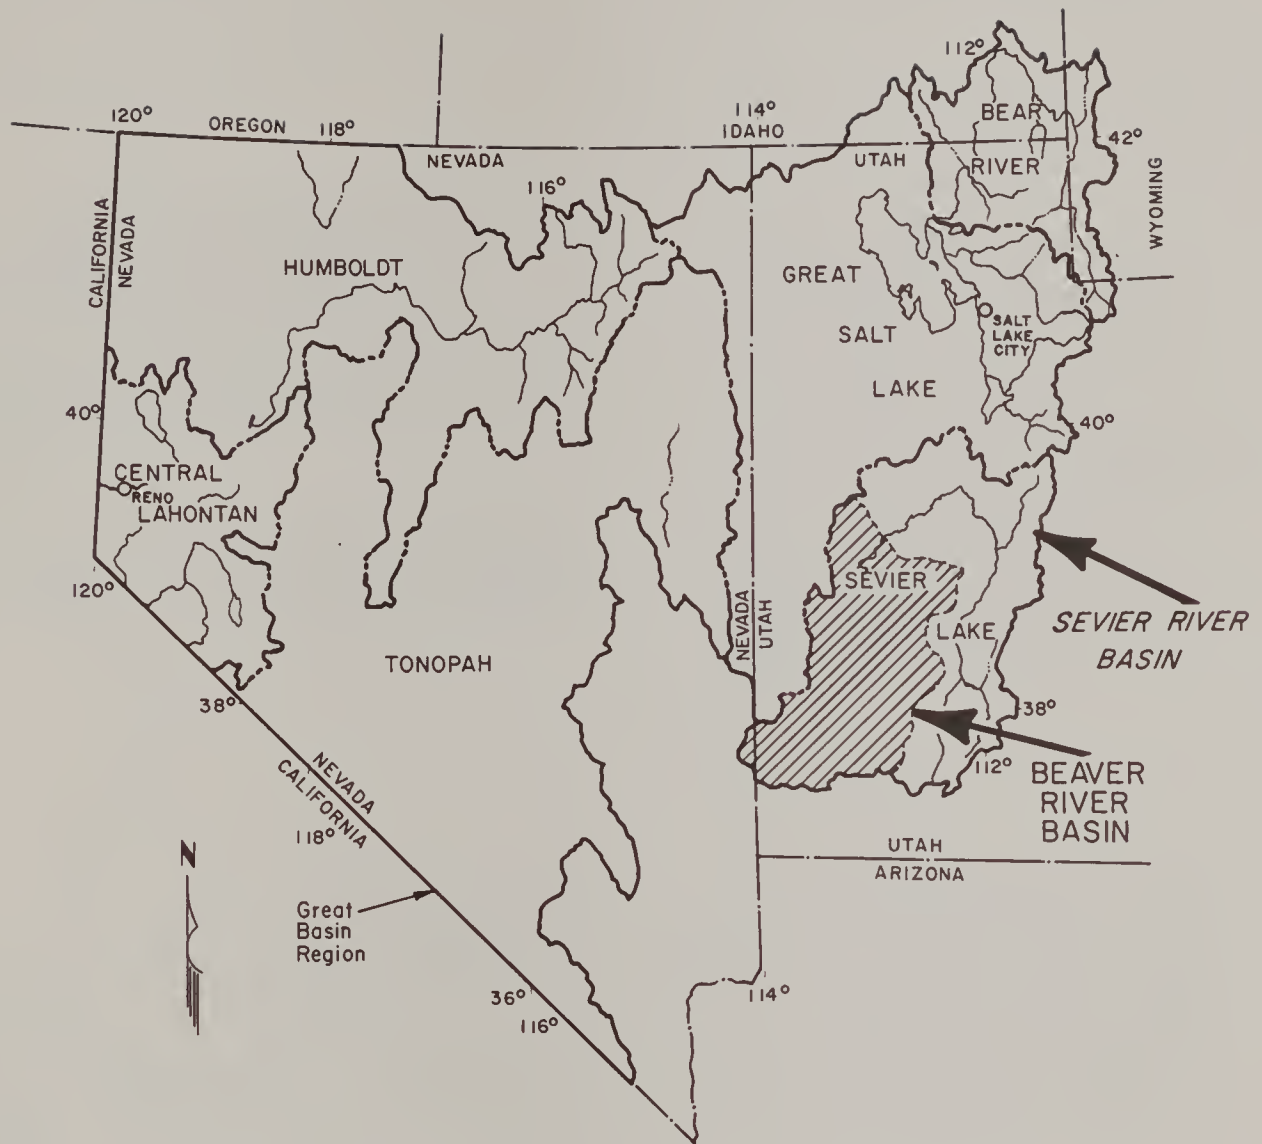 112°
120°
OREGON
118°
114°
IDAHO
BEAR
RIVER
42°
NEVADA
UTAH
WYOMING
116°
CALIFORNIA
NEVADA
HUMBOLDT
GREAT
SALT
LAKE
SALT
LAKE
CITY
40°
40°
CENTRAL
RENO
LAHONTAN
120°
SEVIER
LAKE
SEVIER RIVER
BASIN
NEVADA
UTAH
TONOPAH
38°
38°
112°
BEAVER
RIVER
BASIN
NEVADA
CALIFORNIA
118°
UTAH
ARIZONA
N
Great
Basin
Region
36°
116°
114°